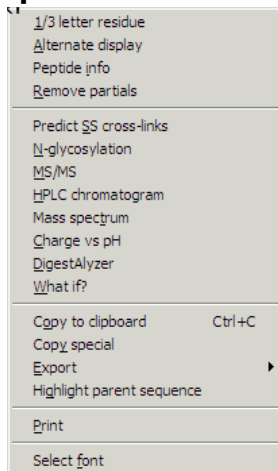 1/3 letter residue
Alternate display
Peptide info
Remove partials
Predict SS cross-links
N-glycosylation
MS/MS
HPLC chromatogram
Mass spectrum
Charge vs pH
DigestAlyzer
What if?
Copy to clipboard Ctrl+C
Copy special
Export
Highlight parent sequence
Print
Select font